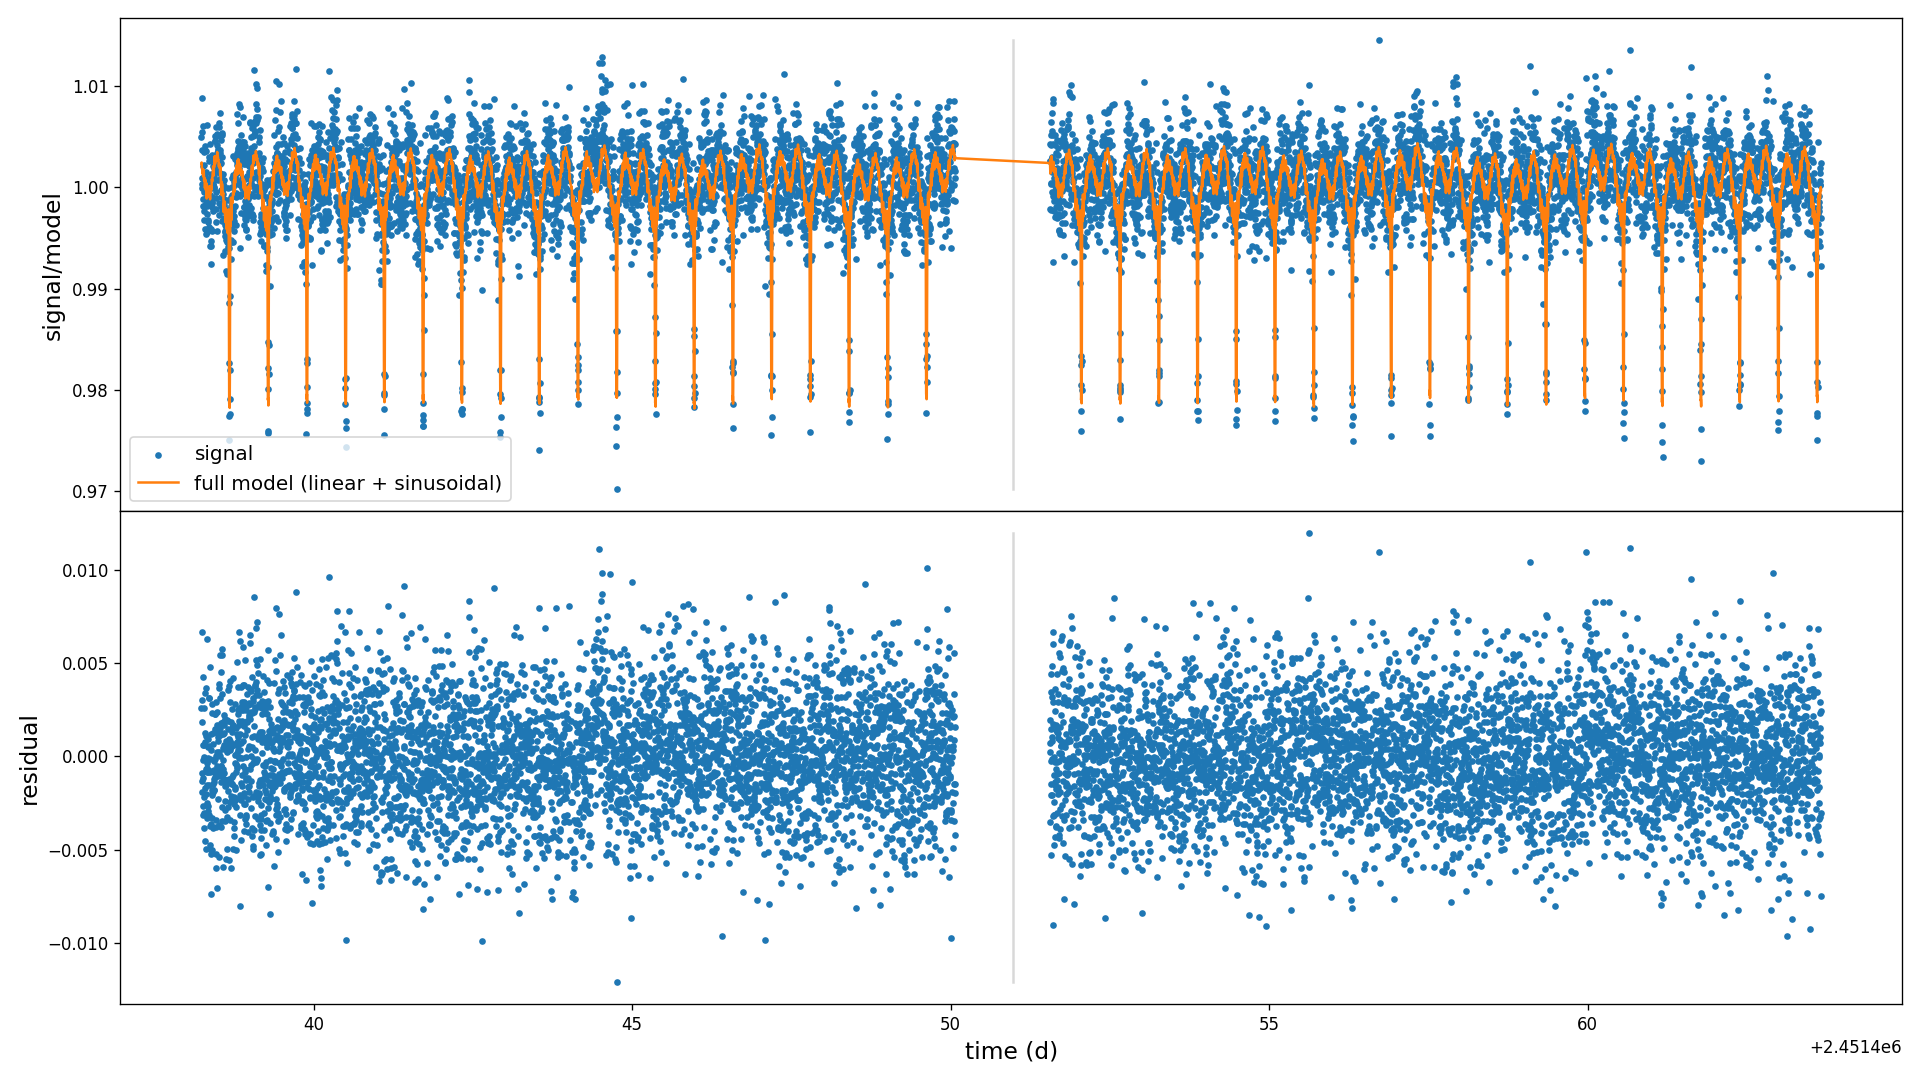 signal/model
1.01
1.00
0.99
0.98
0.97
signal
full model (linear + sinusoidal)
residual
0.010
0.005
0.000
−0.005
−0.010
40 45 50 55 60
time (d)
+2.4514e6